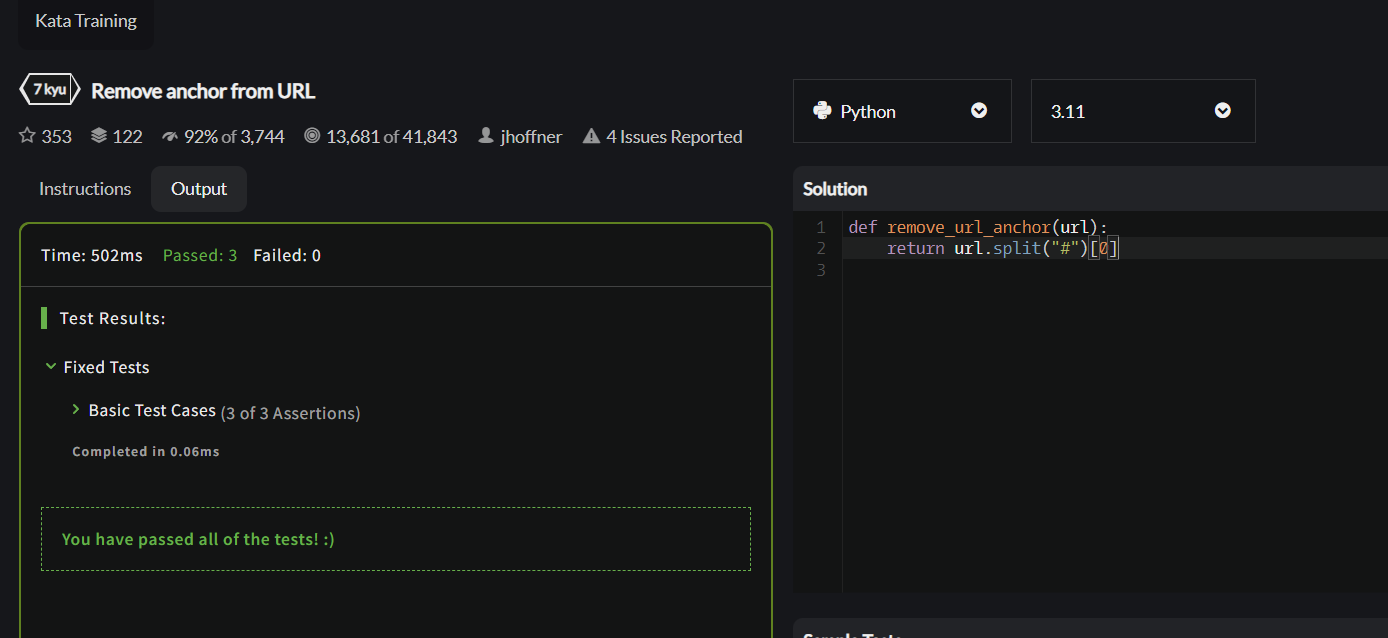 Kata Training
7 kyu Remove anchor from URL
353 122 92% of 3,744 13,681 of 41,843 jhoffner 4 Issues Reported
Python 3.11
Instructions Output
Time: 502ms Passed: 3 Failed: 0
Test Results:
Fixed Tests
Basic Test Cases (3 of 3 Assertions)
Completed in 0.06ms
You have passed all of the tests! :)
Solution
1 def remove_url_anchor(url):
2     return url.split("#")[0]
3
Sample Tests